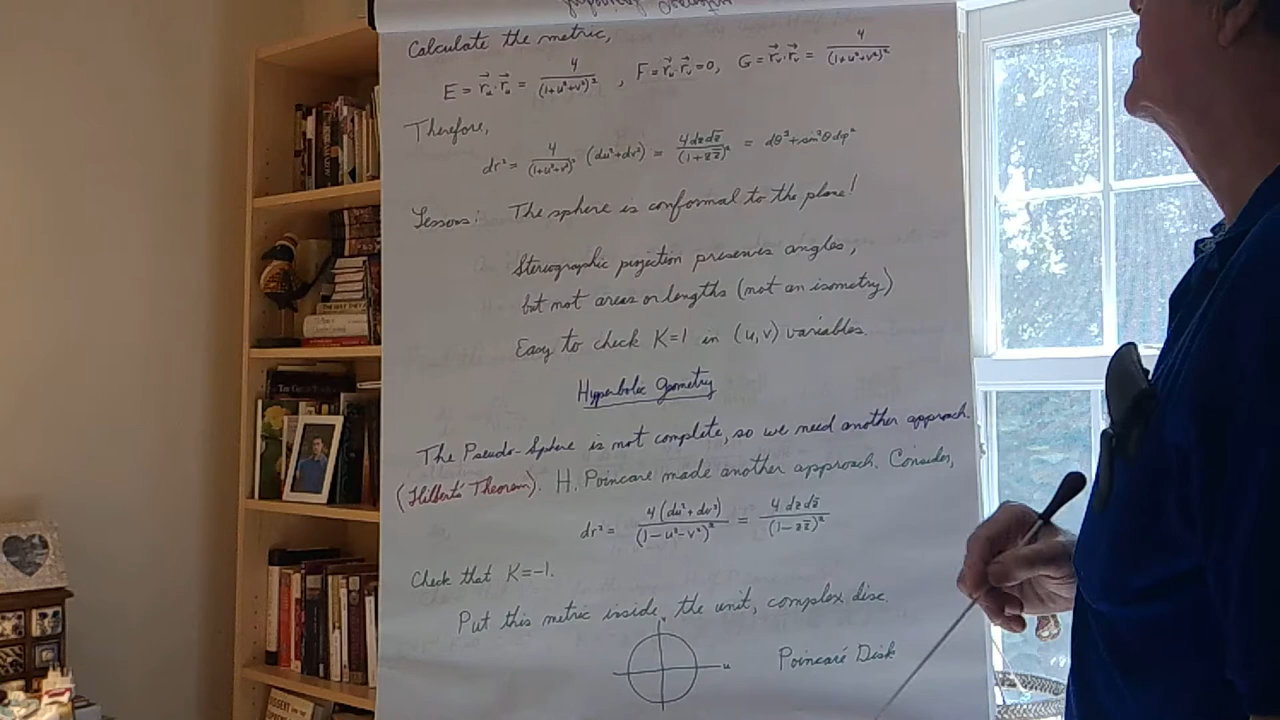 Calculate the metric,
E = r⃗ᵤ·r⃗ᵤ = 4/(1+u²+v²)² , F = r⃗ᵤ·r⃗ᵥ = 0, G = r⃗ᵥ·r⃗ᵥ = 4/(1+u²+v²)²
Therefore,
dr² = 4/(1+u²+v²)² (du²+dv²) = 4dzdz̄/(1+zz̄)² = dθ²+sin²θdφ²
Lessons: The sphere is conformal to the plane!
Stereographic projection preserves angles,
but not areas or lengths (not an isometry)
Easy to check K=1 in (u,v) variables.
Hyperbolic Geometry
The Pseudo-Sphere is not complete, so we need another approach.
(Hilbert's Theorem). H. Poincaré made another approach. Consider,
dr² = 4(du²+dv²)/(1-u²-v²)² = 4 dzdz̄/(1-zz̄)²
Check that K=-1.
Put this metric inside the unit, complex disc.
v
u
Poincaré Disk